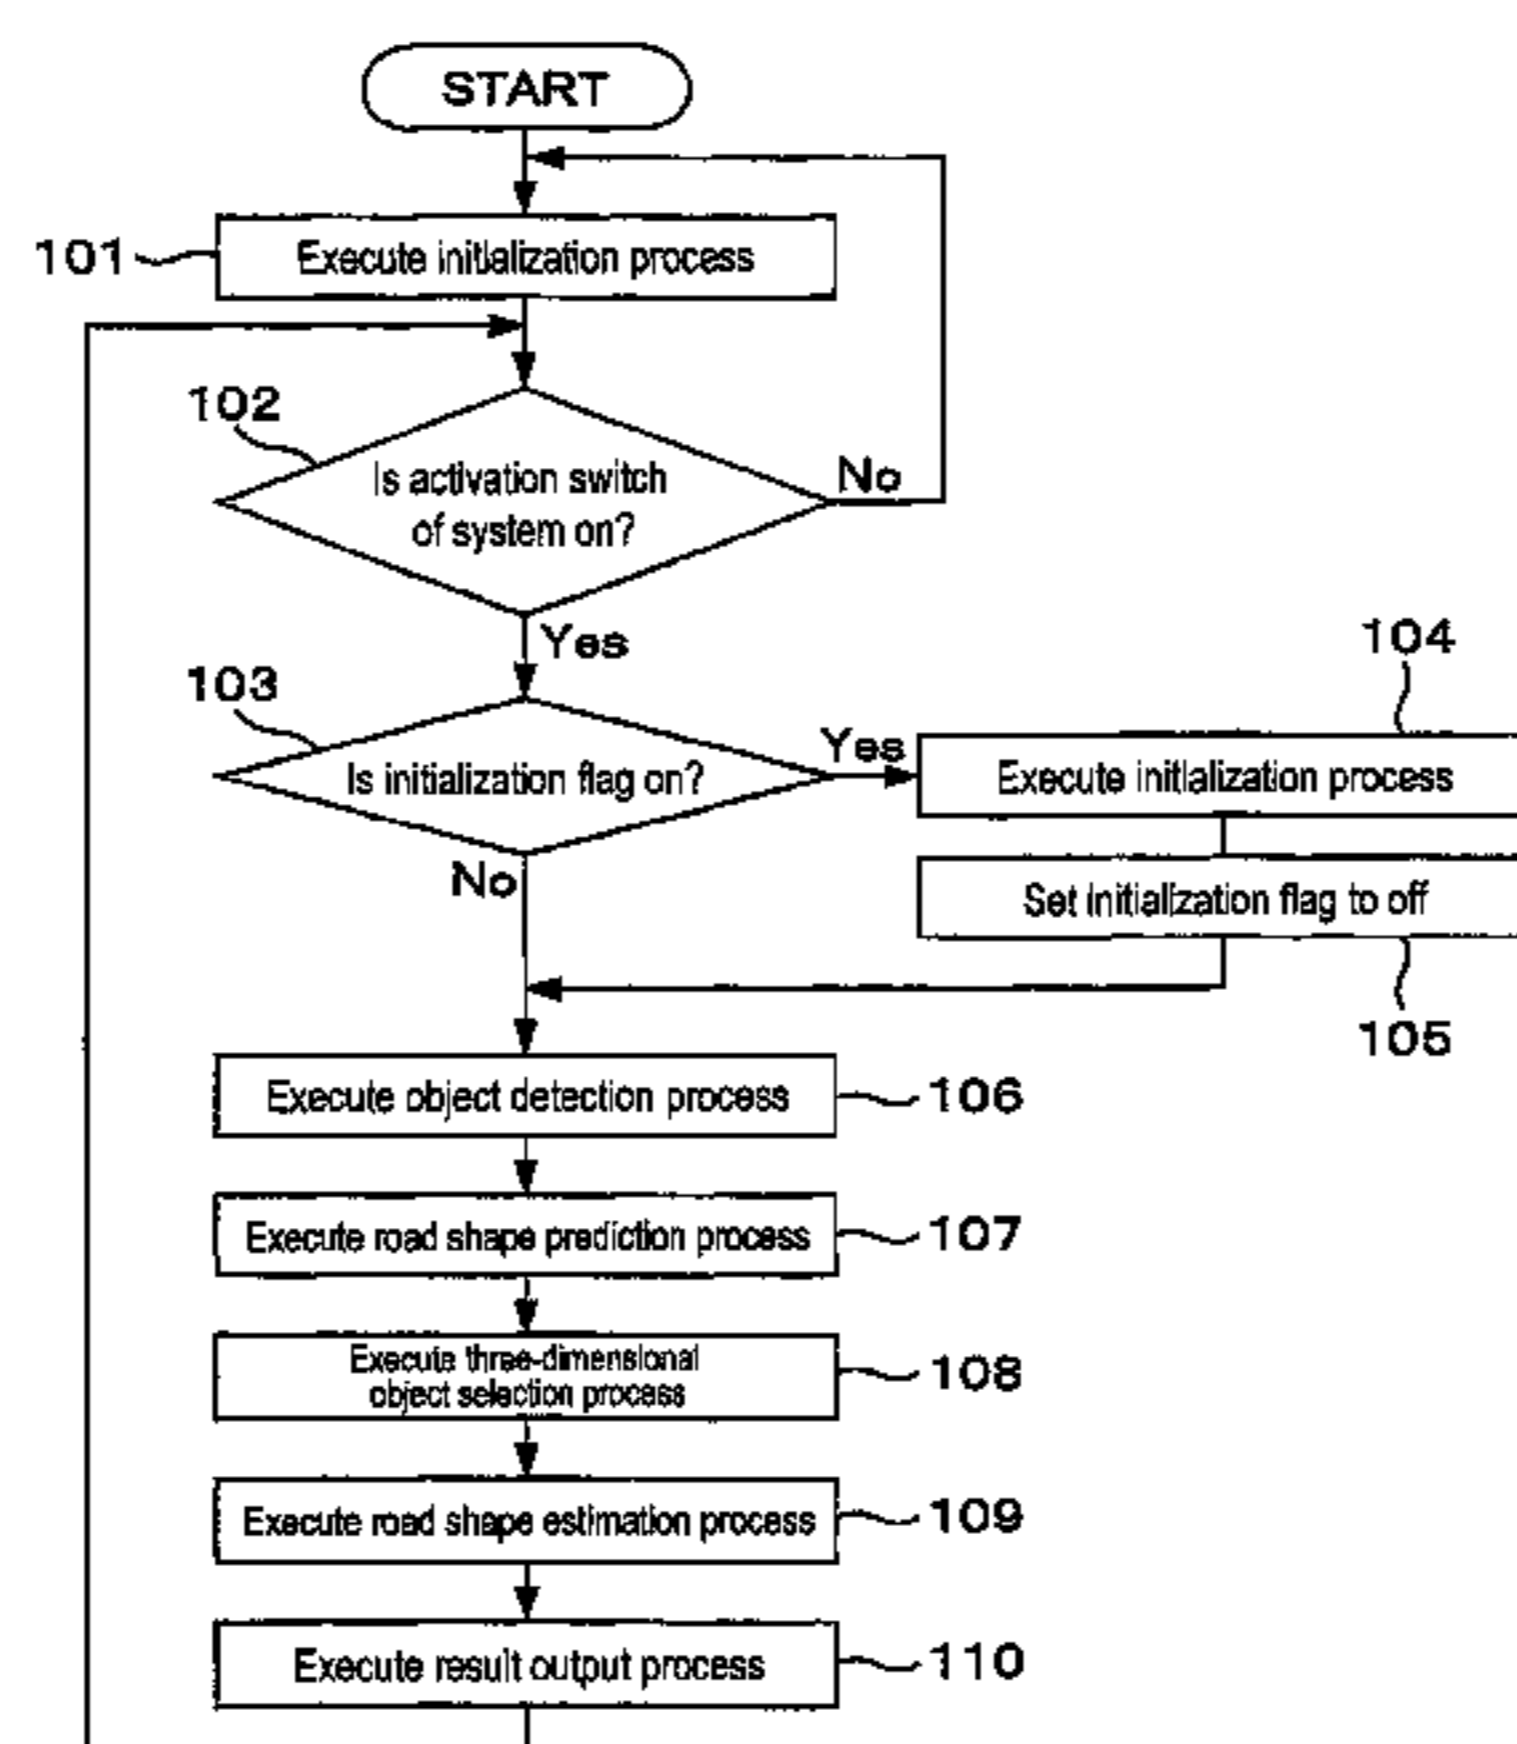 START
101
Execute initialization process
102
Is activation switch
of system on?
No
Yes
103
Is initialization flag on?
Yes
104
Execute initialization process
No
Set initialization flag to off
105
Execute object detection process
106
Execute road shape prediction process
107
Execute three-dimensional
object selection process
108
Execute road shape estimation process
109
Execute result output process
110